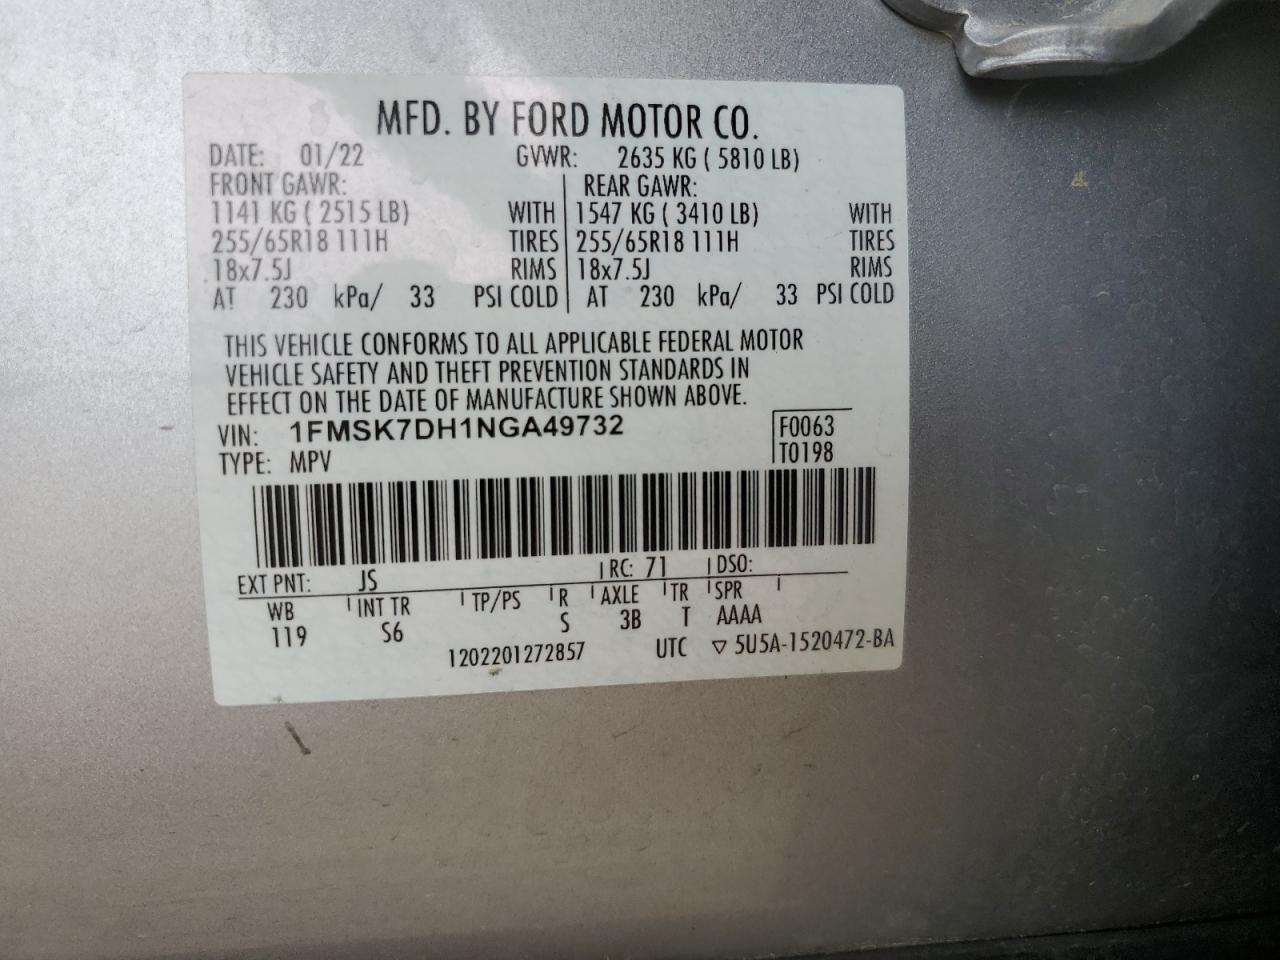 MFD. BY FORD MOTOR CO.
DATE: 01/22 GVWR: 2635 KG ( 5810 LB)
FRONT GAWR: REAR GAWR:
1141 KG ( 2515 LB) WITH 1547 KG ( 3410 LB) WITH
255/65R18 111H TIRES 255/65R18 111H TIRES
18x7.5J RIMS 18x7.5J RIMS
AT 230 kPa/ 33 PSI COLD AT 230 kPa/ 33 PSI COLD
THIS VEHICLE CONFORMS TO ALL APPLICABLE FEDERAL MOTOR
VEHICLE SAFETY AND THEFT PREVENTION STANDARDS IN
EFFECT ON THE DATE OF MANUFACTURE SHOWN ABOVE.
VIN: 1FMSK7DH1NGA49732 F0063
TYPE: MPV T0198
EXT PNT: JS RC: 71 DSO:
WB INT TR TP/PS R AXLE TR SPR
119 S6 S 3B T AAAA
1202201272857 UTC ▽ 5U5A-1520472-BA